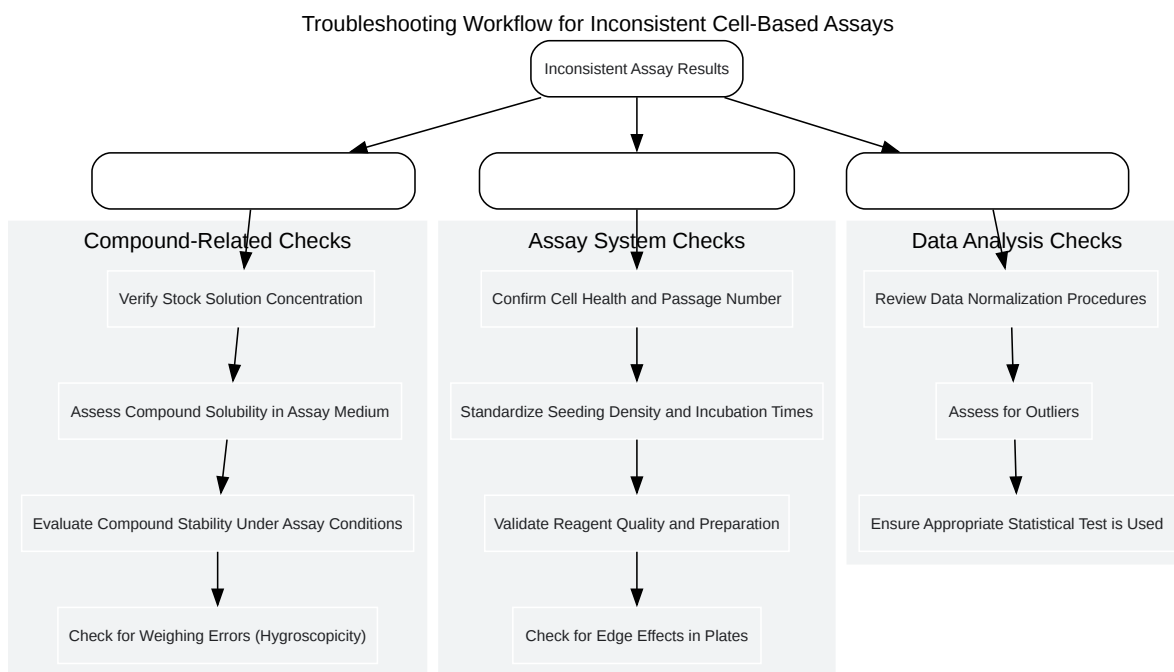 Troubleshooting Workflow for Inconsistent Cell-Based Assays
Inconsistent Assay Results
Compound-Related Checks
Verify Stock Solution Concentration
Assess Compound Solubility in Assay Medium
Evaluate Compound Stability Under Assay Conditions
Check for Weighing Errors (Hygroscopicity)
Assay System Checks
Confirm Cell Health and Passage Number
Standardize Seeding Density and Incubation Times
Validate Reagent Quality and Preparation
Check for Edge Effects in Plates
Data Analysis Checks
Review Data Normalization Procedures
Assess for Outliers
Ensure Appropriate Statistical Test is Used